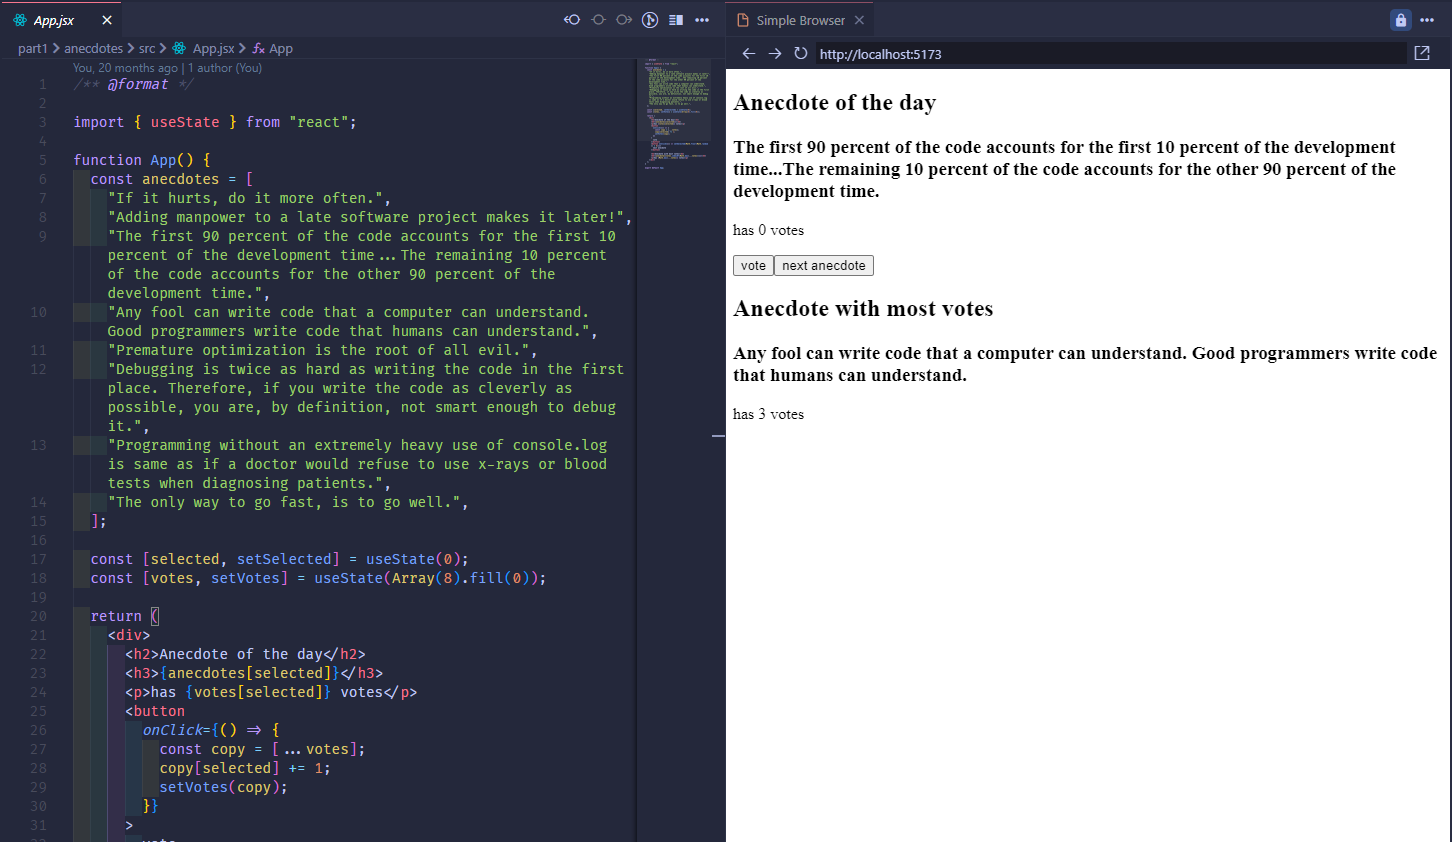 App.jsx
part1 > anecdotes > src > App.jsx > App
You, 20 months ago | 1 author (You)
1 /** @format */
2
3 import { useState } from "react";
4
5 function App() {
6 const anecdotes = [
7 "If it hurts, do it more often.",
8 "Adding manpower to a late software project makes it later!",
9 "The first 90 percent of the code accounts for the first 10
percent of the development time...The remaining 10 percent
of the code accounts for the other 90 percent of the
development time.",
10 "Any fool can write code that a computer can understand.
Good programmers write code that humans can understand.",
11 "Premature optimization is the root of all evil.",
12 "Debugging is twice as hard as writing the code in the first
place. Therefore, if you write the code as cleverly as
possible, you are, by definition, not smart enough to debug
it.",
13 "Programming without an extremely heavy use of console.log
is same as if a doctor would refuse to use x-rays or blood
tests when diagnosing patients.",
14 "The only way to go fast, is to go well.",
15 ];
16
17 const [selected, setSelected] = useState(0);
18 const [votes, setVotes] = useState(Array(8).fill(0));
19
20 return (
21 <div>
22 <h2>Anecdote of the day</h2>
23 <h3>{anecdotes[selected]}</h3>
24 <p>has {votes[selected]} votes</p>
25 <button
26 onClick={() => {
27 const copy = [...votes];
28 copy[selected] += 1;
29 setVotes(copy);
30 }}
31 >
Simple Browser
http://localhost:5173
Anecdote of the day
The first 90 percent of the code accounts for the first 10 percent of the development
time...The remaining 10 percent of the code accounts for the other 90 percent of the
development time.
has 0 votes
vote next anecdote
Anecdote with most votes
Any fool can write code that a computer can understand. Good programmers write code
that humans can understand.
has 3 votes